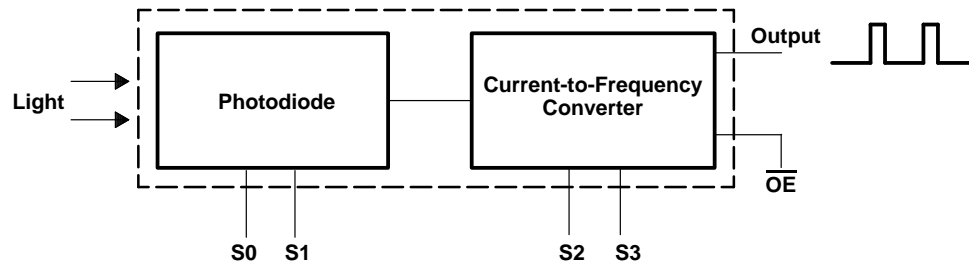 Light
Photodiode
Current-to-Frequency
Converter
Output
OE
S0
S1
S2
S3